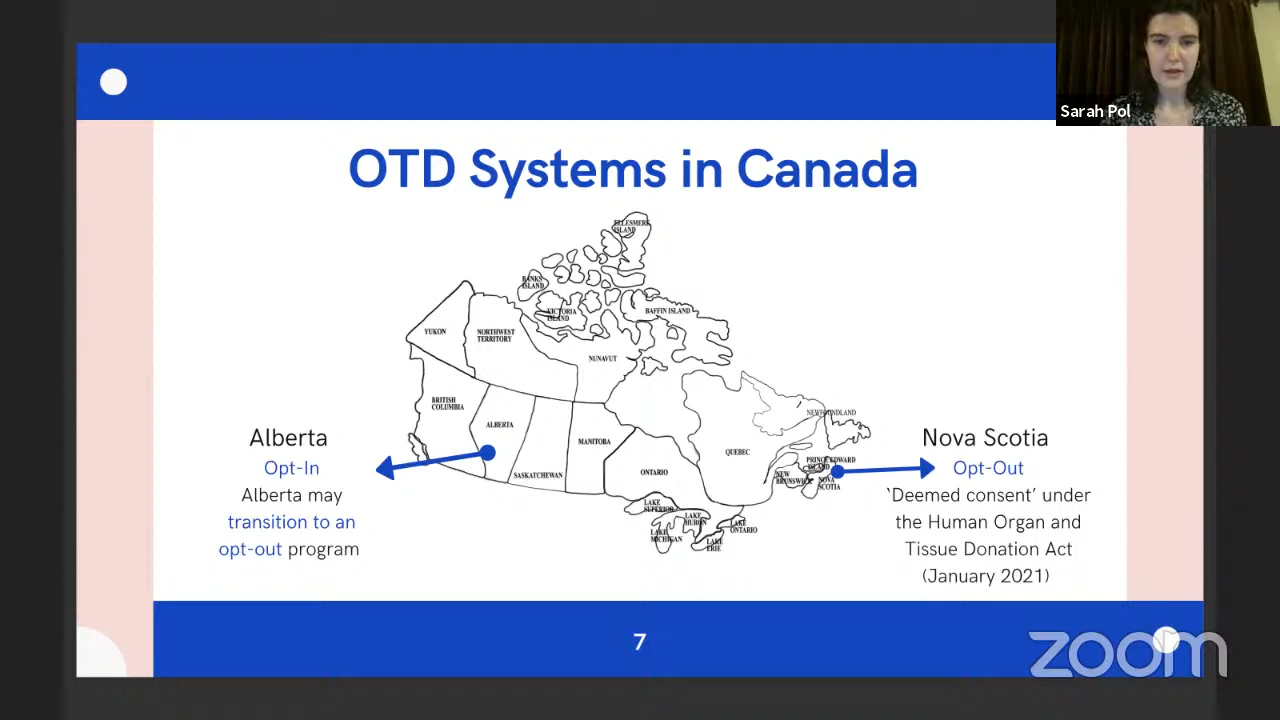 Sarah Pol
OTD Systems in Canada
ELLESMERE
ISLAND
BANKS
ISLAND
VICTORIA
ISLAND
BAFFIN ISLAND
YUKON
NORTHWEST
TERRITORY
NUNAVUT
BRITISH
COLUMBIA
ALBERTA
SASKATCHEWAN
MANITOBA
ONTARIO
QUEBEC
NEWFOUNDLAND
PRINCE EDWARD
ISLAND
NEW
BRUNSWICK
NOVA
SCOTIA
LAKE
SUPERIOR
LAKE
HURON
LAKE
MICHIGAN
LAKE
ONTARIO
LAKE
ERIE
Alberta
Opt-In
Alberta may
transition to an
opt-out program
Nova Scotia
Opt-Out
‘Deemed consent’ under
the Human Organ and
Tissue Donation Act
(January 2021)
7
zoom